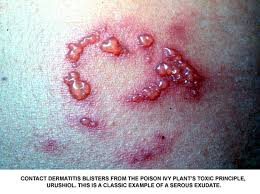 CONTACT DERMATITIS BLISTERS FROM THE POISON IVY PLANT'S TOXIC PRINCIPLE,
URUSHIOL. THIS IS A CLASSIC EXAMPLE OF A SEROUS EXUDATE.